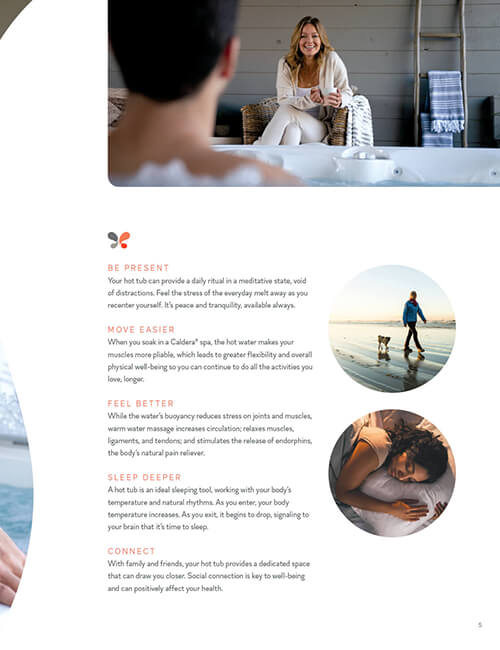 BE PRESENT
Your hot tub can provide a daily ritual in a meditative state, void
of distractions. Feel the stress of the everyday melt away as you
recenter yourself. It's peace and tranquility, available always.
MOVE EASIER
When you soak in a Caldera® spa, the hot water makes your
muscles more pliable, which leads to greater flexibility and overall
physical well-being so you can continue to do all the activities you
love, longer.
FEEL BETTER
While the water's buoyancy reduces stress on joints and muscles,
warm water massage increases circulation; relaxes muscles,
ligaments, and tendons; and stimulates the release of endorphins,
the body's natural pain reliever.
SLEEP DEEPER
A hot tub is an ideal sleeping tool, working with your body's
temperature and natural rhythms. As you enter, your body
temperature increases. As you exit, it begins to drop, signaling to
your brain that it's time to sleep.
CONNECT
With family and friends, your hot tub provides a dedicated space
that can draw you closer. Social connection is key to well-being
and can positively affect your health.
5